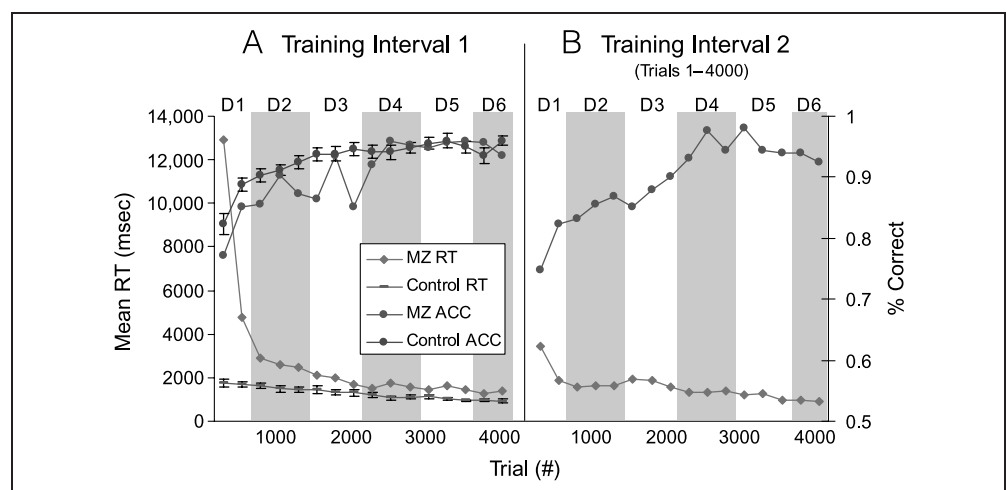 A Training Interval 1
B Training Interval 2
(Trials 1–4000)
D1 D2 D3 D4 D5 D6
D1 D2 D3 D4 D5 D6
14,000
12,000
10,000
8000
6000
4000
2000
0
Mean RT (msec)
MZ RT
Control RT
MZ ACC
Control ACC
1
0.9
0.8
0.7
0.6
0.5
% Correct
1000 2000 3000 4000
1000 2000 3000 4000
Trial (#)